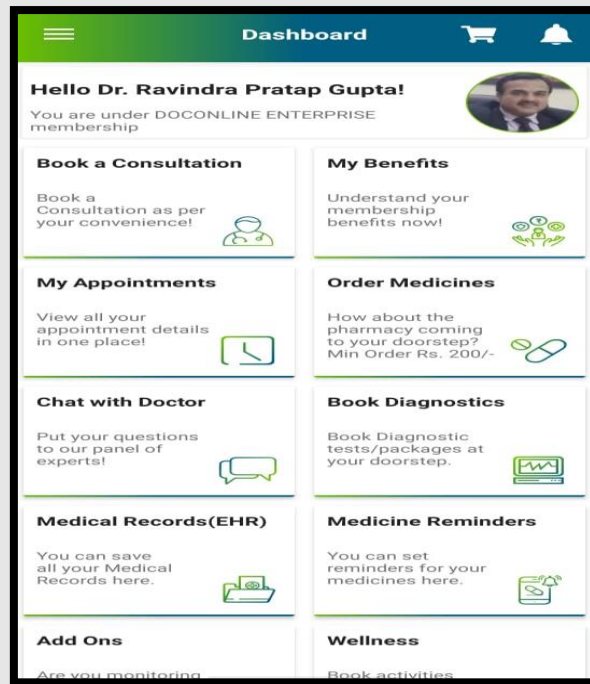 Dashboard
Hello Dr. Ravindra Pratap Gupta!
You are under DOCONLINE ENTERPRISE
membership
Book a Consultation
Book a
Consultation as per
your convenience!
My Benefits
Understand your
membership
benefits now!
My Appointments
View all your
appointment details
in one place!
Order Medicines
How about the
pharmacy coming
to your doorstep?
Min Order Rs. 200/-
Chat with Doctor
Put your questions
to our panel of
experts!
Book Diagnostics
Book Diagnostic
tests/packages at
your doorstep.
Medical Records(EHR)
You can save
all your Medical
Records here.
Medicine Reminders
You can set
reminders for your
medicines here.
Add Ons
Are you monitoring
Wellness
Book activities